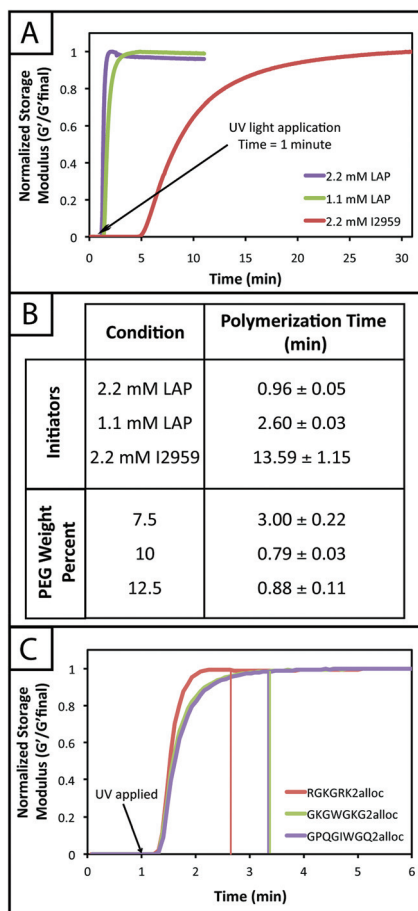 A
Normalized Storage
Modulus (G'/G'final)
1
0.8
0.6
0.4
0.2
0
UV light application
Time = 1 minute
2.2 mM LAP
1.1 mM LAP
2.2 mM I2959
0 5 10 15 20 25 30
Time (min)
B
Condition Polymerization Time
(min)
Initiators
2.2 mM LAP 0.96 ± 0.05
1.1 mM LAP 2.60 ± 0.03
2.2 mM I2959 13.59 ± 1.15
PEG Weight
Percent
7.5 3.00 ± 0.22
10 0.79 ± 0.03
12.5 0.88 ± 0.11
C
Normalized Storage
Modulus (G'/G'final)
1
0.8
0.6
0.4
0.2
0
UV applied
RGKGRK2alloc
GKGWGKG2alloc
GPQGIWGQ2alloc
0 1 2 3 4 5 6
Time (min)